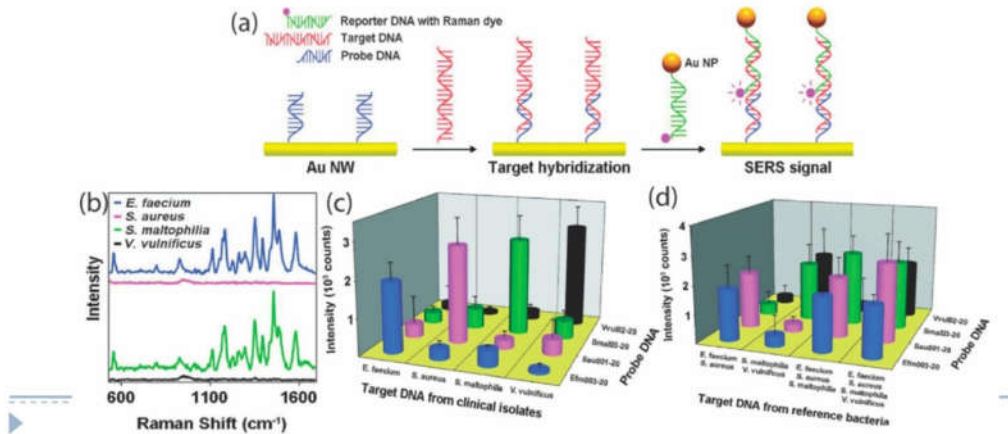 (a)
Reporter DNA with Raman dye
Target DNA
Probe DNA
Au NP
Au NW
Target hybridization
SERS signal
(b)
E. faecium
S. aureus
S. maltophilia
V. vulnificus
Intensity
600
1100
1600
Raman Shift (cm-1)
(c)
Intensity (10³ counts)
3
2
1
E. faecium
S. aureus
S. maltophilia
V. vulnificus
Target DNA from clinical isolates
Efm003-20
Sau001-20
Smal03-20
Vvul02-20
Probe DNA
(d)
Intensity (10³ counts)
4
3
2
1
E. faecium
S. aureus
S. maltophilia
V. vulnificus
E. faecium
S. aureus
S. maltophilia
E. faecium
S. aureus
S. maltophilia
V. vulnificus
Target DNA from reference bacteria
Efm003-20
Sau001-20
Smal03-20
Vvul02-20
Probe DNA